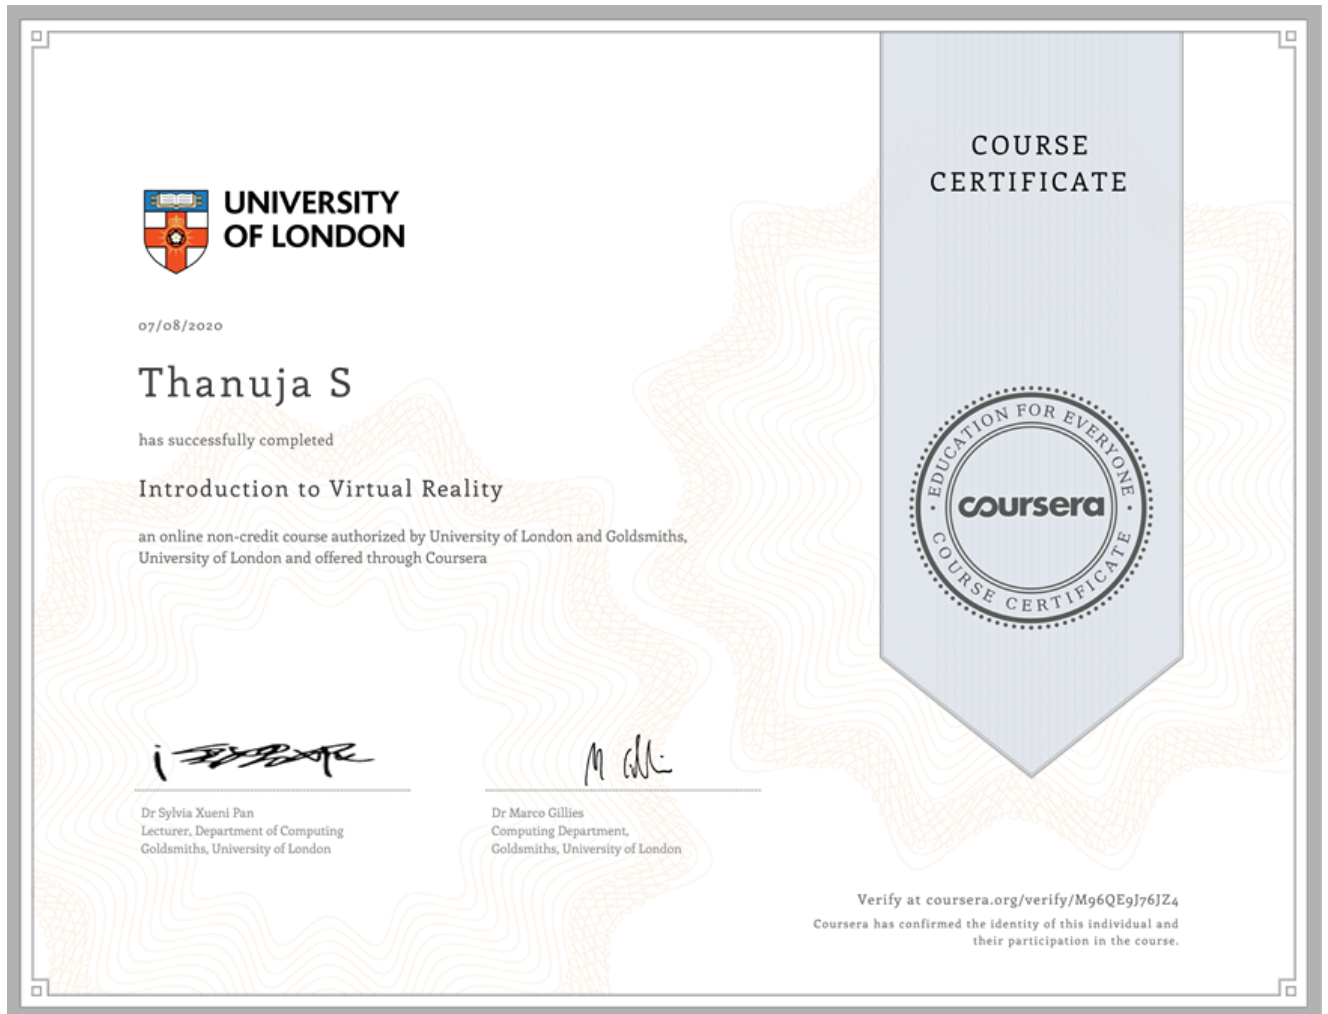 UNIVERSITY
OF LONDON
07/08/2020
Thanuja S
has successfully completed
Introduction to Virtual Reality
an online non-credit course authorized by University of London and Goldsmiths,
University of London and offered through Coursera
COURSE
CERTIFICATE
EDUCATION FOR EVERYONE
coursera
COURSE CERTIFICATE
Dr Sylvia Xueni Pan
Lecturer, Department of Computing
Goldsmiths, University of London
M Gillies
Dr Marco Gillies
Computing Department,
Goldsmiths, University of London
Verify at coursera.org/verify/M96QE9J76JZ4
Coursera has confirmed the identity of this individual and
their participation in the course.